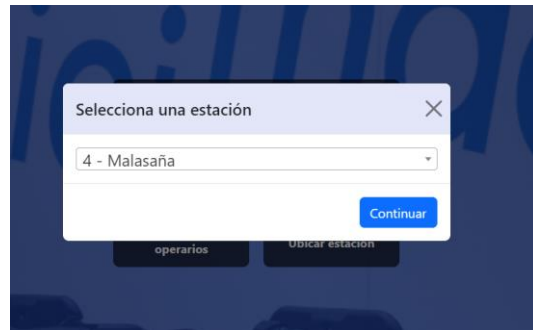 Selecciona una estación
4 - Malasaña
Continuar
operarios
Ubicar estación